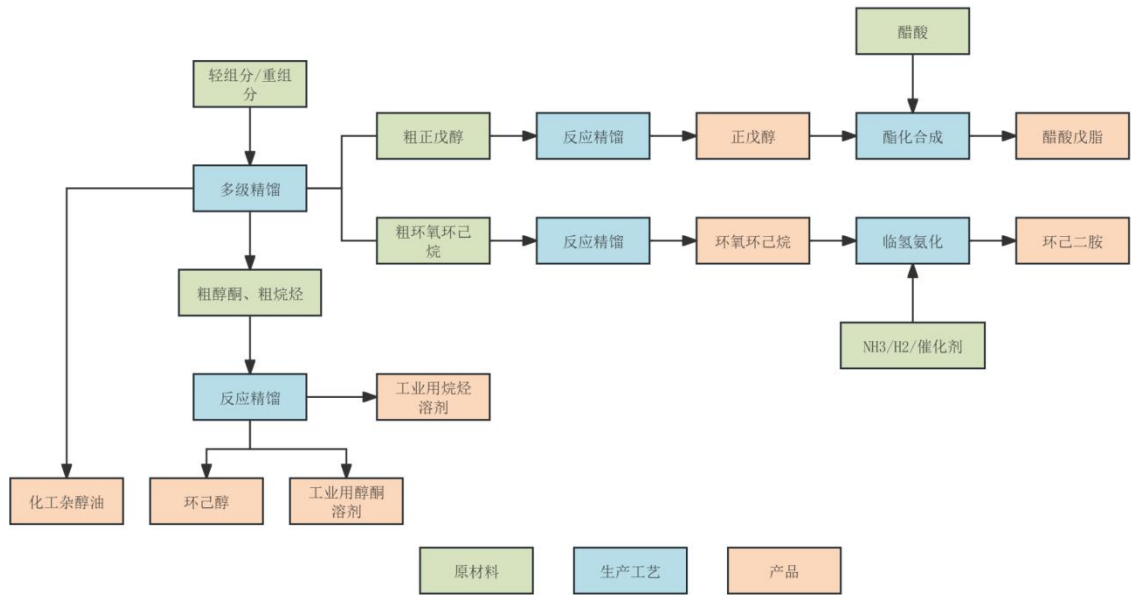 醋酸
轻组分/重组
分
粗正戊醇
反应精馏
正戊醇
酯化合成
醋酸戊脂
多级精馏
粗环氧环己
烷
反应精馏
环氧环己烷
临氢氨化
环己二胺
粗醇酮、粗烷烃
NH3/H2/催化剂
反应精馏
工业用烷烃
溶剂
化工杂醇油
环己醇
工业用醇酮
溶剂
原材料
生产工艺
产品